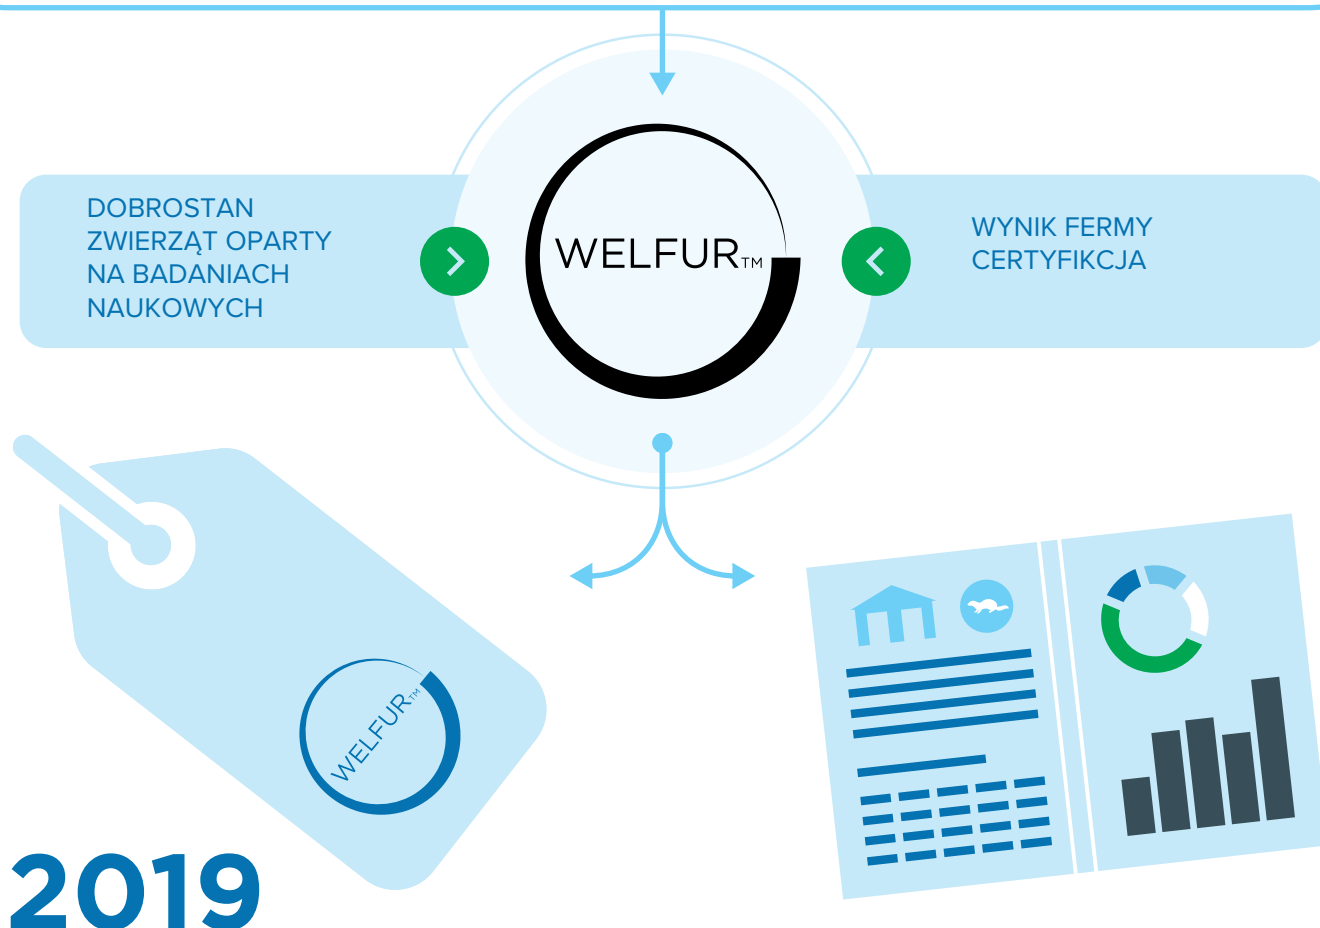 DOBROSTAN
ZWIERZĄT OPARTY
NA BADANIACH
NAUKOWYCH
WELFUR™
WYNIK FERMY
CERTYFIKCJA
WELFUR™
2019